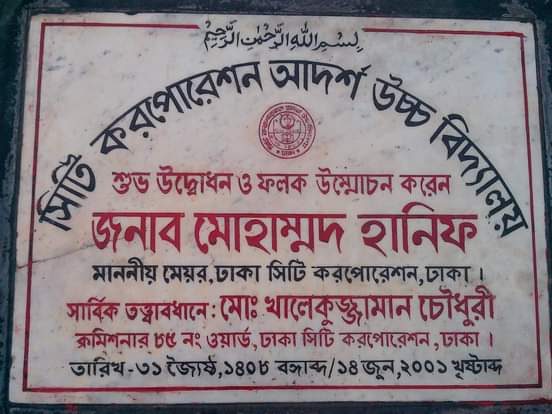 بسم الله الرحمن الرحيم
সিটি করপোরেশন আদর্শ উচ্চ বিদ্যালয়
শুভ উদ্বোধন ও ফলক উম্মোচন করেন
জনাব মোহাম্মদ হানিফ
মাননীয় মেয়র, ঢাকা সিটি করপোরেশন, ঢাকা ।
সার্বিক তত্ত্বাবধানে : মোঃ খালেকুজ্জামান চৌধুরী
কমিশনার ৮৫ নং ওয়ার্ড, ঢাকা সিটি করপোরেশন , ঢাকা ।
তারিখ-৩১ জ্যৈষ্ঠ, ১৪০৮ বঙ্গাব্দ/১৪ জুন, ২০০১ খৃষ্টাব্দ